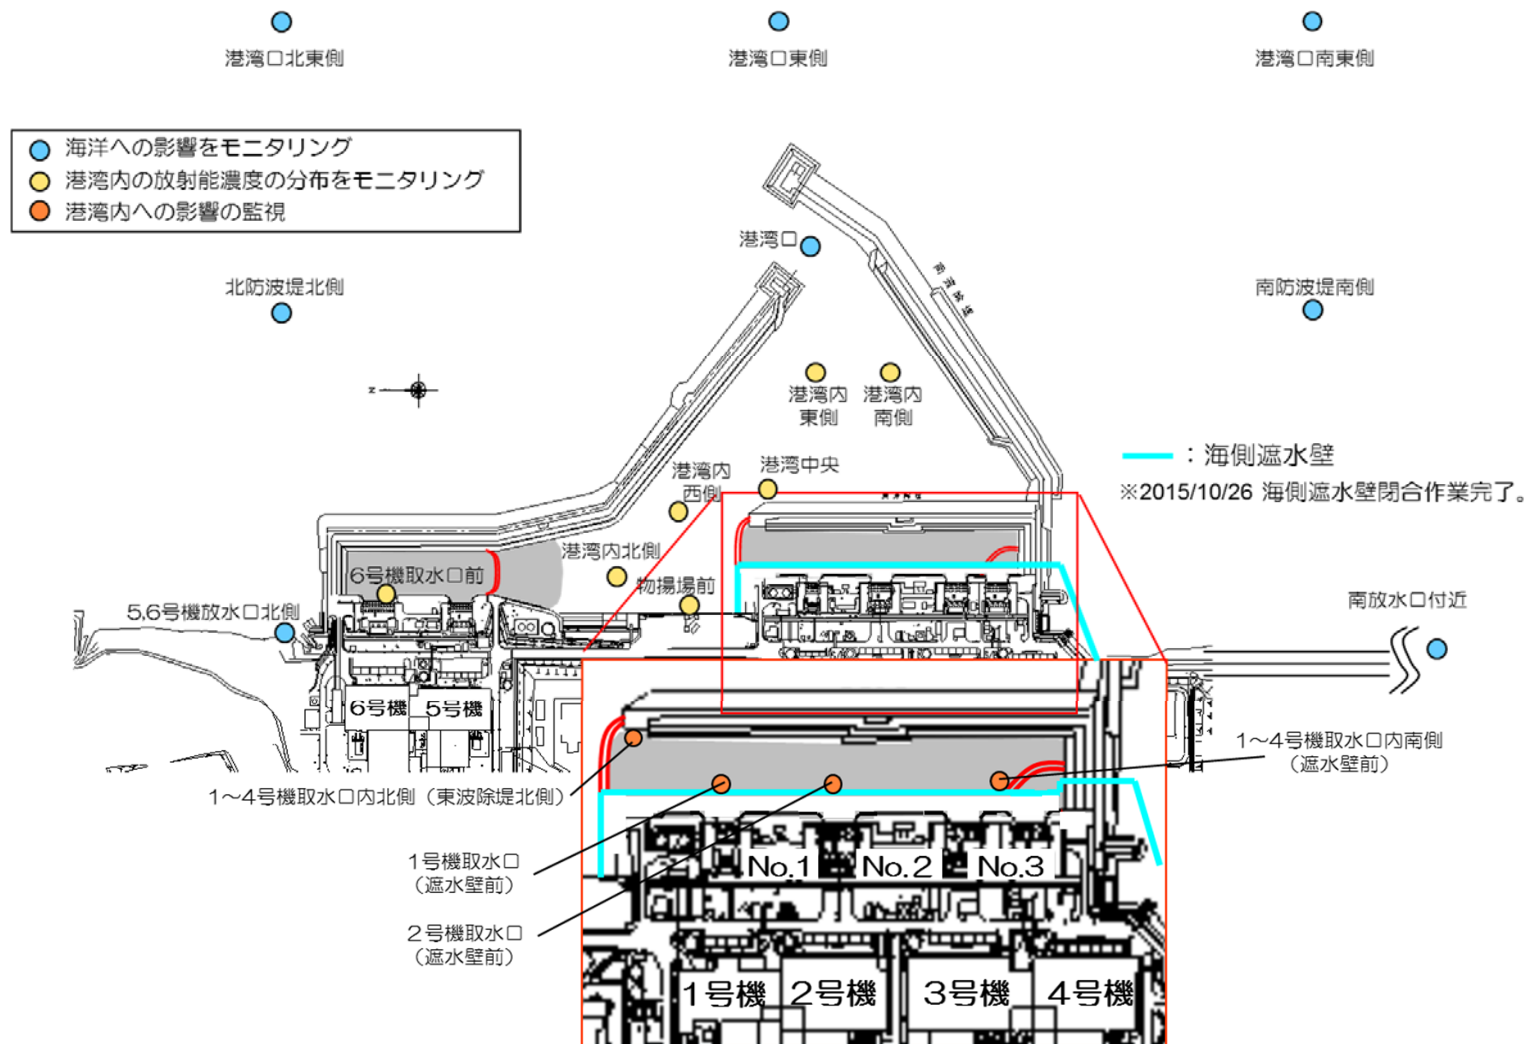 港湾口北東側
港湾口東側
港湾口南東側
海洋への影響をモニタリング
港湾内の放射能濃度の分布をモニタリング
港湾内への影響の監視
港湾口
北防波堤北側
南防波堤南側
N
港湾内
東側
港湾内
南側
：海側遮水壁
※2015/10/26 海側遮水壁閉合作業完了。
港湾中央
港湾内
西側
港湾内北側
6号機取水口前
物揚場前
5,6号機放水口北側
南放水口付近
6号機
5号機
1～4号機取水口内南側
（遮水壁前）
1～4号機取水口内北側（東波除堤北側）
1号機取水口
（遮水壁前）
2号機取水口
（遮水壁前）
No.1
No.2
No.3
1号機
2号機
3号機
4号機